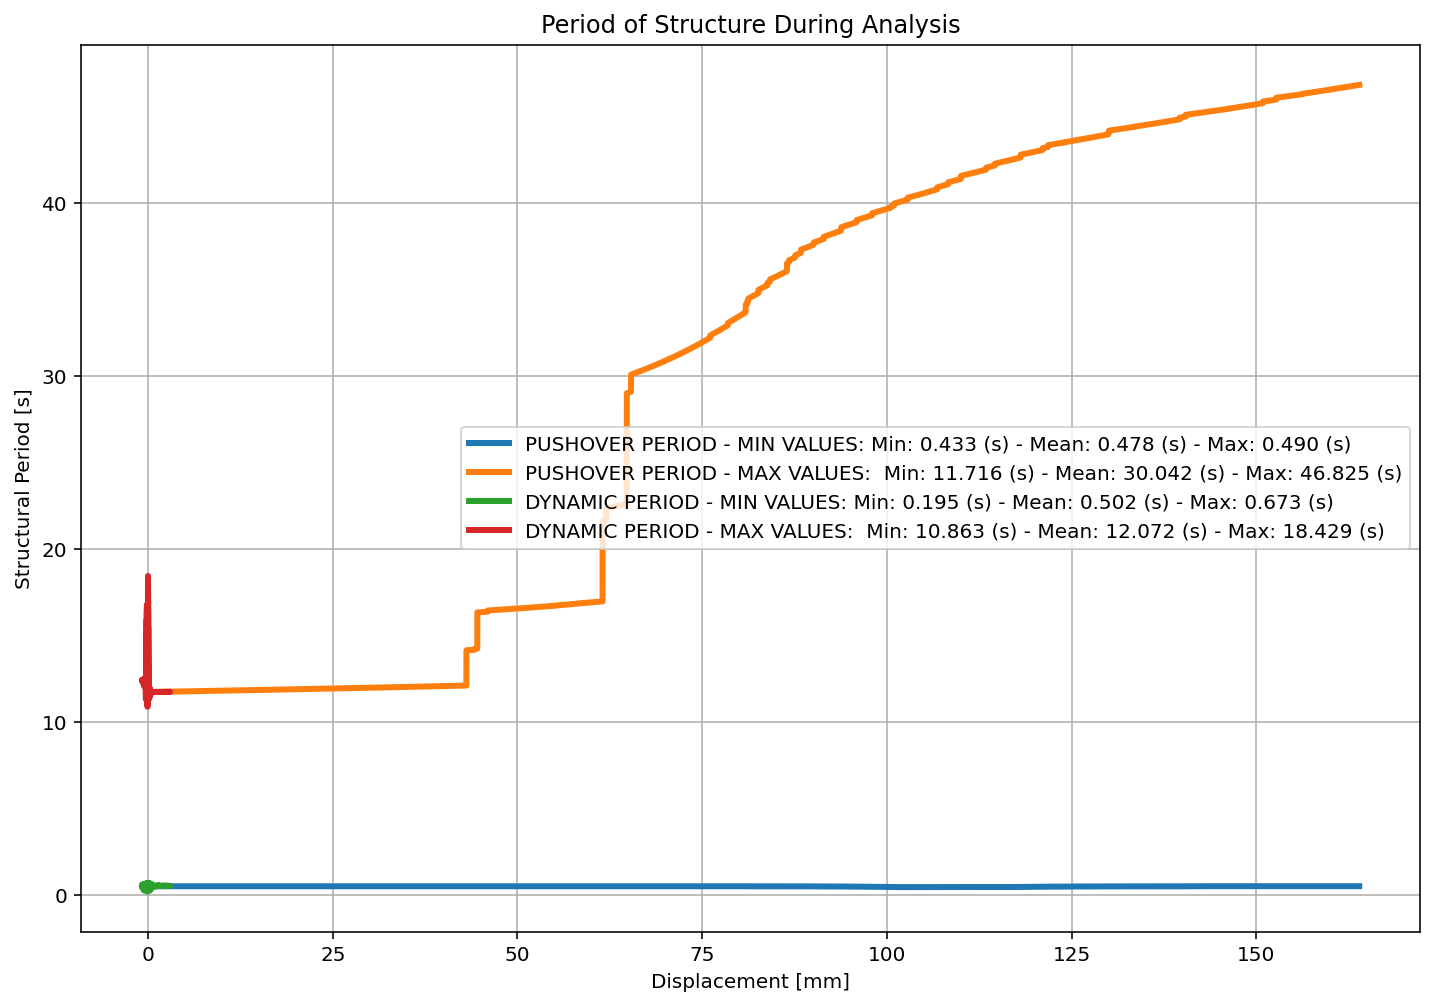 Period of Structure During Analysis
Structural Period [s]
40
30
20
10
0
PUSHOVER PERIOD - MIN VALUES: Min: 0.433 (s) - Mean: 0.478 (s) - Max: 0.490 (s)
PUSHOVER PERIOD - MAX VALUES:  Min: 11.716 (s) - Mean: 30.042 (s) - Max: 46.825 (s)
DYNAMIC PERIOD - MIN VALUES: Min: 0.195 (s) - Mean: 0.502 (s) - Max: 0.673 (s)
DYNAMIC PERIOD - MAX VALUES:  Min: 10.863 (s) - Mean: 12.072 (s) - Max: 18.429 (s)
0 25 50 75 100 125 150
Displacement [mm]